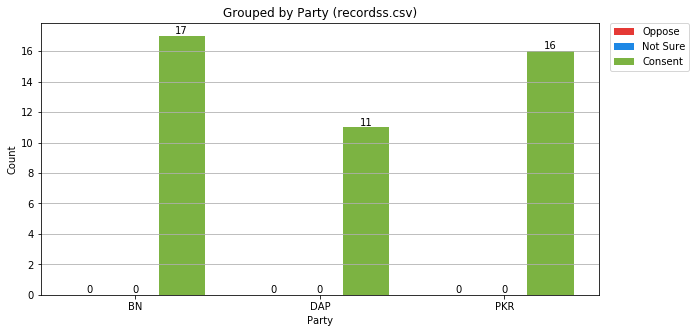 Grouped by Party (recordss.csv)
Oppose
Not Sure
Consent
Count
16
14
12
10
8
6
4
2
0
0 0 17
0 0 11
0 0 16
BN DAP PKR
Party